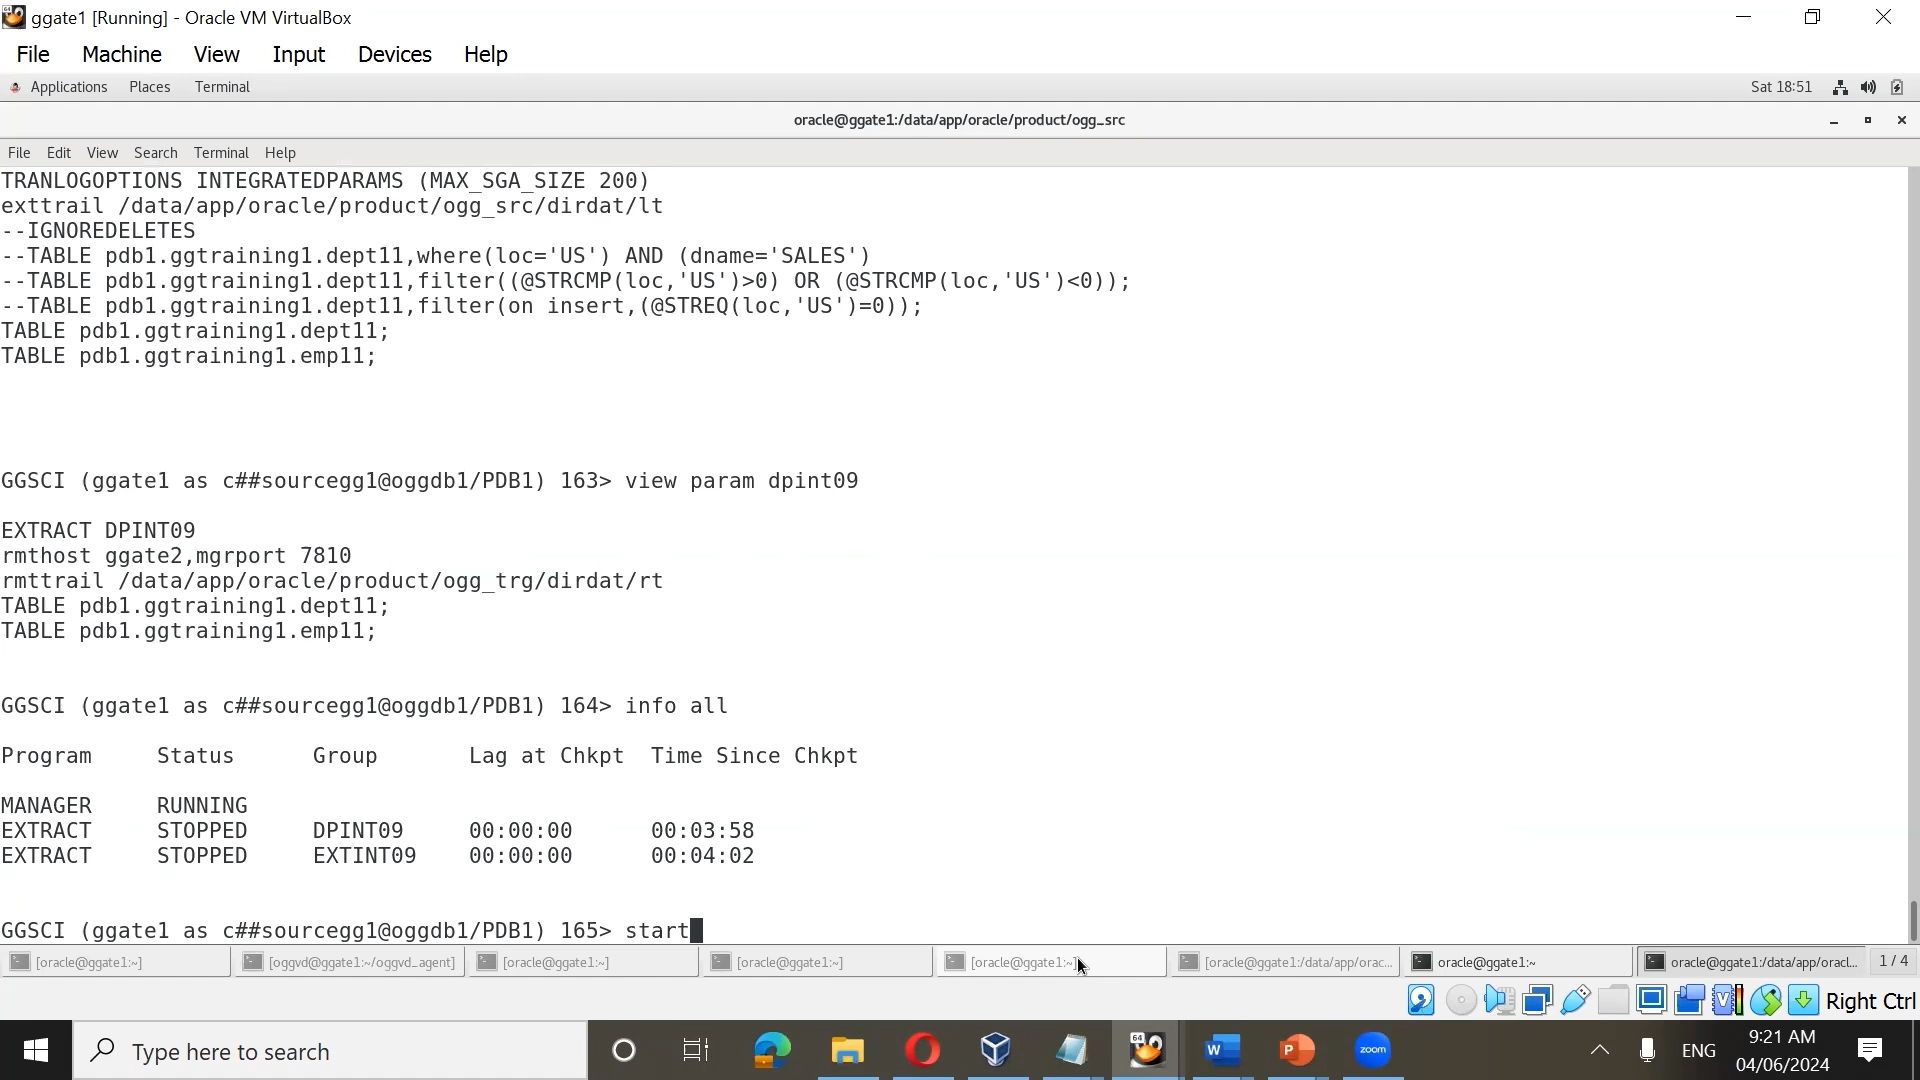 ggate1 [Running] - Oracle VM VirtualBox
File Machine View Input Devices Help
Applications Places Terminal Sat 18:51
oracle@ggate1:/data/app/oracle/product/ogg_src
File Edit View Search Terminal Help
TRANLOGOPTIONS INTEGRATEDPARAMS (MAX_SGA_SIZE 200)
exttrail /data/app/oracle/product/ogg_src/dirdat/lt
--IGNOREDELETES
--TABLE pdb1.ggtraining1.dept11,where(loc='US') AND (dname='SALES')
--TABLE pdb1.ggtraining1.dept11,filter((@STRCMP(loc,'US')>0) OR (@STRCMP(loc,'US')<0));
--TABLE pdb1.ggtraining1.dept11,filter(on insert,(@STREQ(loc,'US')=0));
TABLE pdb1.ggtraining1.dept11;
TABLE pdb1.ggtraining1.emp11;
GGSCI (ggate1 as c##sourcegg1@oggdb1/PDB1) 163> view param dpint09
EXTRACT DPINT09
rmthost ggate2,mgrport 7810
rmttrail /data/app/oracle/product/ogg_trg/dirdat/rt
TABLE pdb1.ggtraining1.dept11;
TABLE pdb1.ggtraining1.emp11;
GGSCI (ggate1 as c##sourcegg1@oggdb1/PDB1) 164> info all
Program Status Group Lag at Chkpt Time Since Chkpt
MANAGER RUNNING
EXTRACT STOPPED DPINT09 00:00:00 00:03:58
EXTRACT STOPPED EXTINT09 00:00:00 00:04:02
GGSCI (ggate1 as c##sourcegg1@oggdb1/PDB1) 165> start
[oracle@ggate1:~] [oggvd@ggate1:~/oggvd_agent] [oracle@ggate1:~] [oracle@ggate1:~] [oracle@ggate1:~] [oracle@ggate1:/data/app/orac... oracle@ggate1:~ oracle@ggate1:/data/app/oracl... 1 / 4
Right Ctrl
Type here to search zoom ENG 9:21 AM
04/06/2024